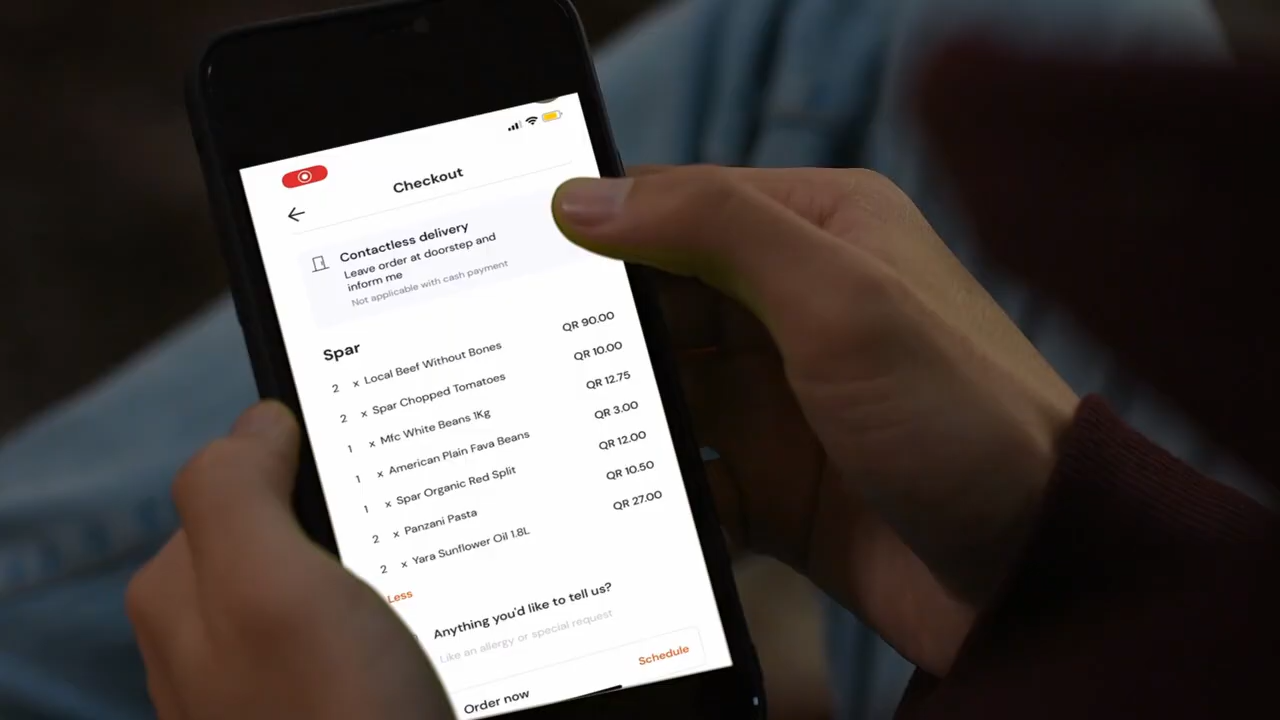 Checkout
Contactless delivery
Leave order at doorstep and
inform me
Not applicable with cash payment
Spar
2 x Local Beef Without Bones QR 90.00
2 x Spar Chopped Tomatoes QR 10.00
1 x Mfc White Beans 1Kg QR 12.75
1 x American Plain Fava Beans QR 3.00
1 x Spar Organic Red Split QR 12.00
2 x Panzani Pasta QR 10.50
2 x Yara Sunflower Oil 1.8L QR 27.00
Less
Anything you'd like to tell us?
Like an allergy or special request
Schedule
Order now